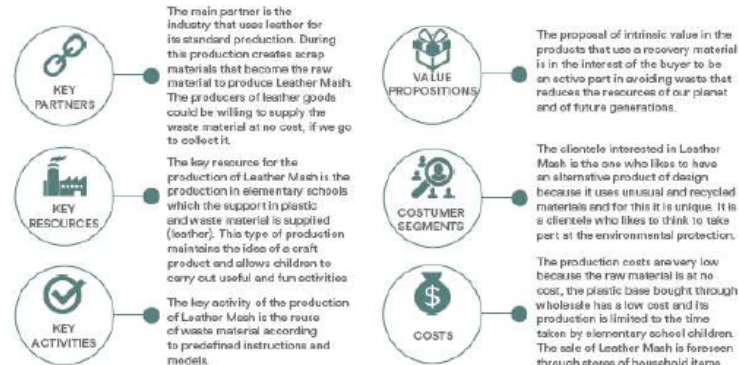 KEY
PARTNERS
The main partner is the
industry that uses leather for
its standard production. During
this production creates scrap
materials that become the raw
material to produce Leather Mash.
The producers of leather goods
could be willing to supply the
waste material at no cost, if we go
to collect it.
KEY
RESOURCES
The key resource for the
production of Leather Mash is the
production in elementary schools
which the support in plastic
and waste material is supplied
(leather). This type of production
maintains the idea of a craft
product and allows children to
carry out useful and fun activities
KEY
ACTIVITIES
The key activity of the production
of Leather Mash is the reuse
of waste material according
to predefined instructions and
models.
VALUE
PROPOSITIONS
The proposal of intrinsic value in the
products that use a recovery material
is in the interest of the buyer to be
an active part in avoiding waste that
reduces the resources of our planet
and of future generations.
COSTUMER
SEGMENTS
The clientele interested in Leather
Mash is the one who likes to have
an alternative product of design
because it uses unusual and recycled
materials and for this it is unique. It is
a clientele who likes to think to take
part at the environmental protection.
COSTS
The production costs are very low
because the raw material is at no
cost, the plastic base bought through
wholesale has a low cost and its
production is limited to the time
taken by elementary school children.
The sale of Leather Mash is foreseen
through stores of household items